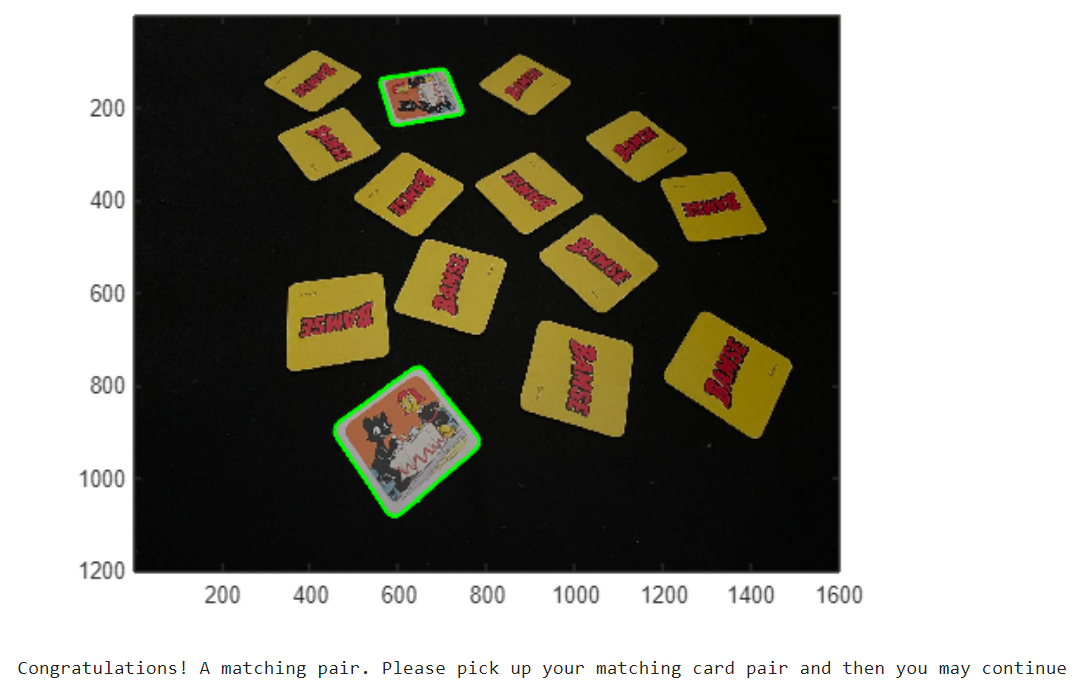 200
400
600
800
1000
1200
200 400 600 800 1000 1200 1400 1600
BAMSE
BAMSE
BAMSE
BAMSE
BAMSE
BAMSE
BAMSE
BAMSE
BAMSE
BAMSE
BAMSE
BAMSE
Congratulations! A matching pair. Please pick up your matching card pair and then you may continue